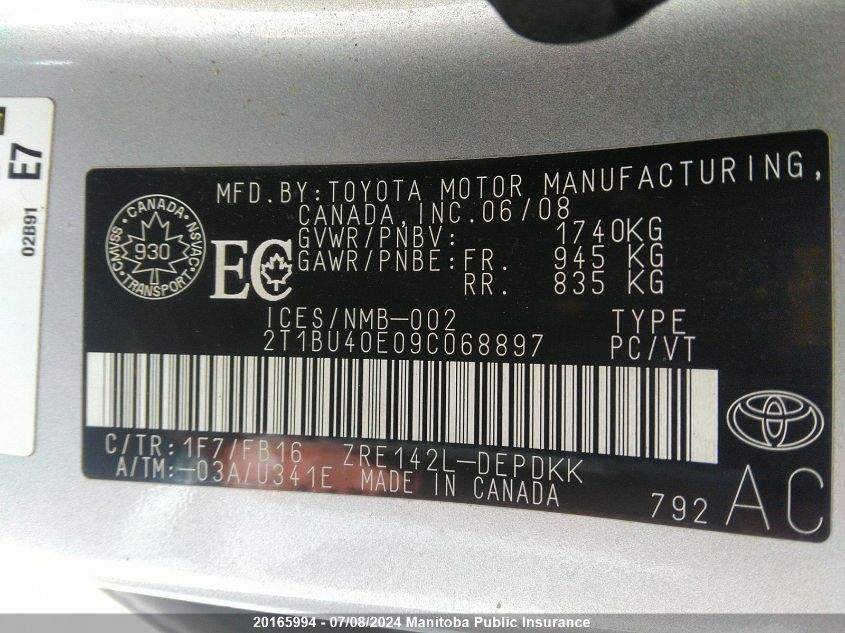 E7
02B91
MFD.BY:TOYOTA MOTOR MANUFACTURING,
CANADA, INC. 06/08
GVWR/PNBV: 1740KG
GAWR/PNBE: FR. 945 KG
RR. 835 KG
CANADA
CMVSS
NSVAC
930
TRANSPORT
EC
ICES/NMB-002 TYPE
2T1BU40E09C068897 PC/VT
C/TR: 1F7/FB16 ZRE142L-DEPDKK
A/TM:-03A/U341E MADE IN CANADA
792 AC
20165994 - 07/08/2024 Manitoba Public Insurance